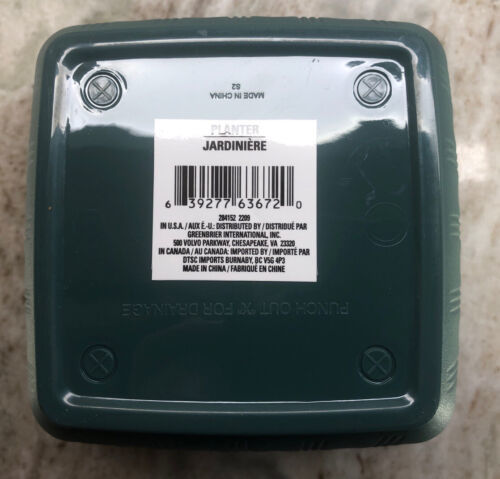 MADE IN CHINA
S2
PLANTER
JARDINIÈRE
6 39277 63672 0
284152 2209
IN U.S.A. / AUX É.-U.: DISTRIBUTED BY / DISTRIBUÉ PAR
GREENBRIER INTERNATIONAL, INC.
500 VOLVO PARKWAY, CHESAPEAKE, VA 23320
IN CANADA / AU CANADA: IMPORTED BY / IMPORTÉ PAR
DTSC IMPORTS BURNABY, BC V5G 4P3
MADE IN CHINA / FABRIQUÉ EN CHINE
PUNCH OUT "X" FOR DRAINAGE